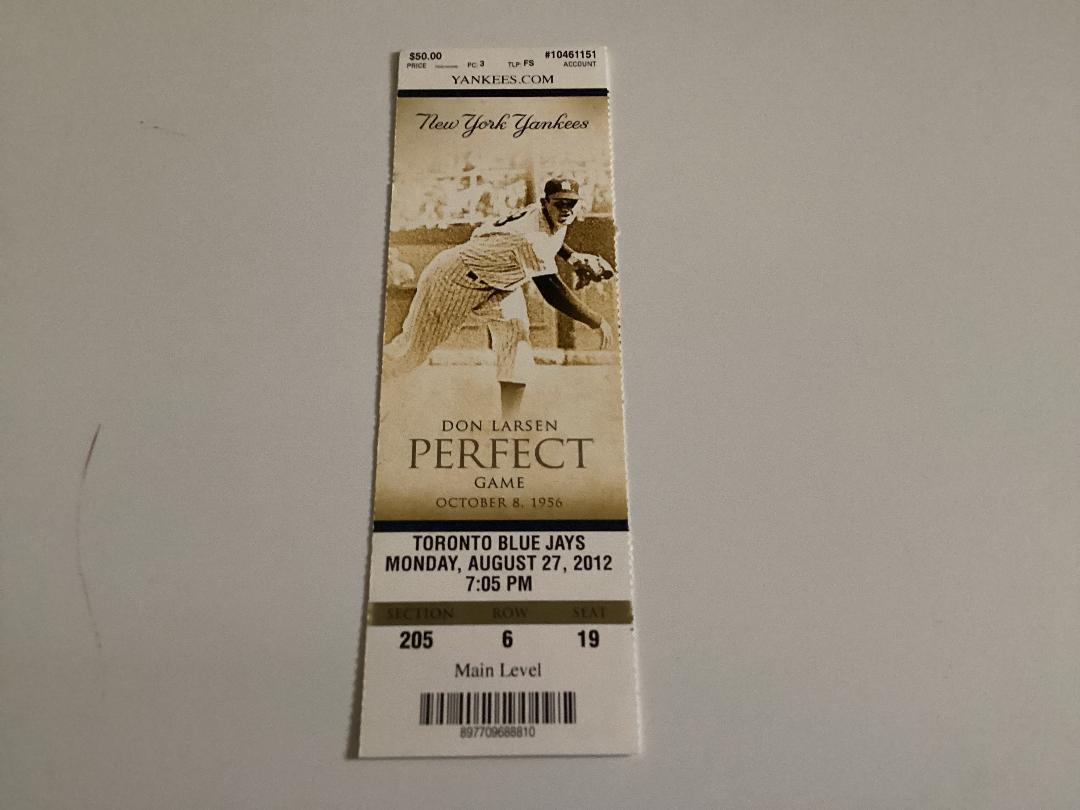 $50.00 #10461151
PRICE PC: 3 TLP: FS ACCOUNT
YANKEES.COM
New York Yankees
DON LARSEN
PERFECT
GAME
OCTOBER 8, 1956
TORONTO BLUE JAYS
MONDAY, AUGUST 27, 2012
7:05 PM
SECTION ROW SEAT
205 6 19
Main Level
897709688810